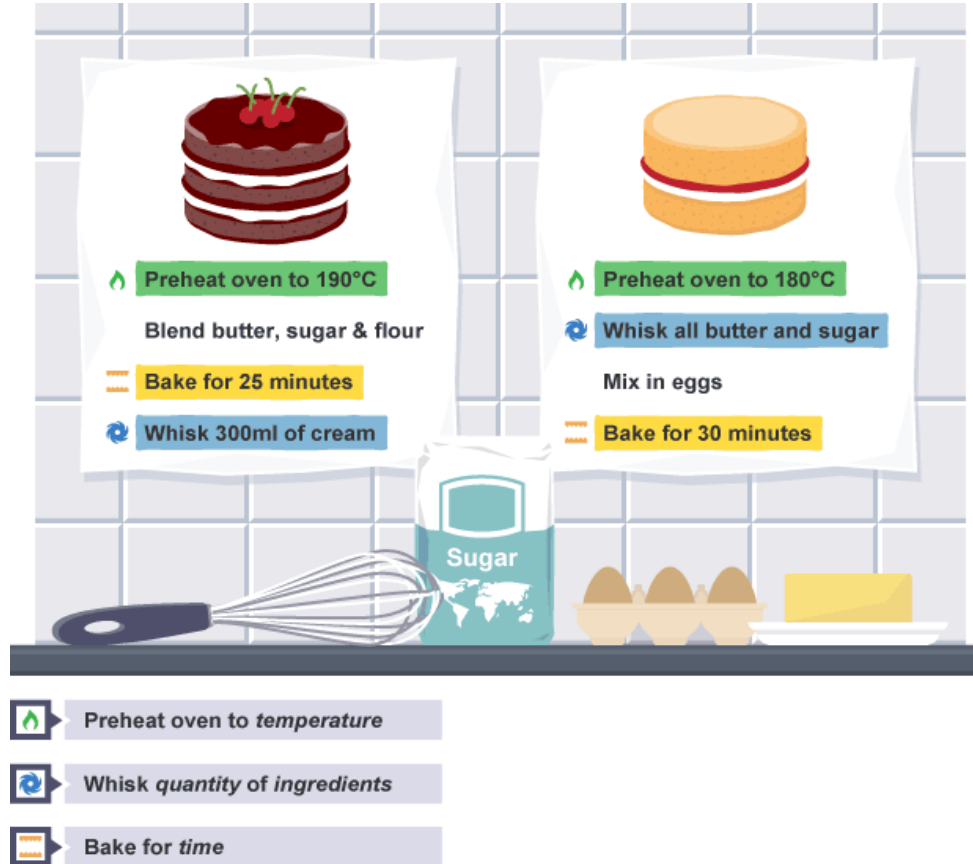 Preheat oven to 190°C
Blend butter, sugar & flour
Bake for 25 minutes
Whisk 300ml of cream
Preheat oven to 180°C
Whisk all butter and sugar
Mix in eggs
Bake for 30 minutes
Sugar
Preheat oven to temperature
Whisk quantity of ingredients
Bake for time